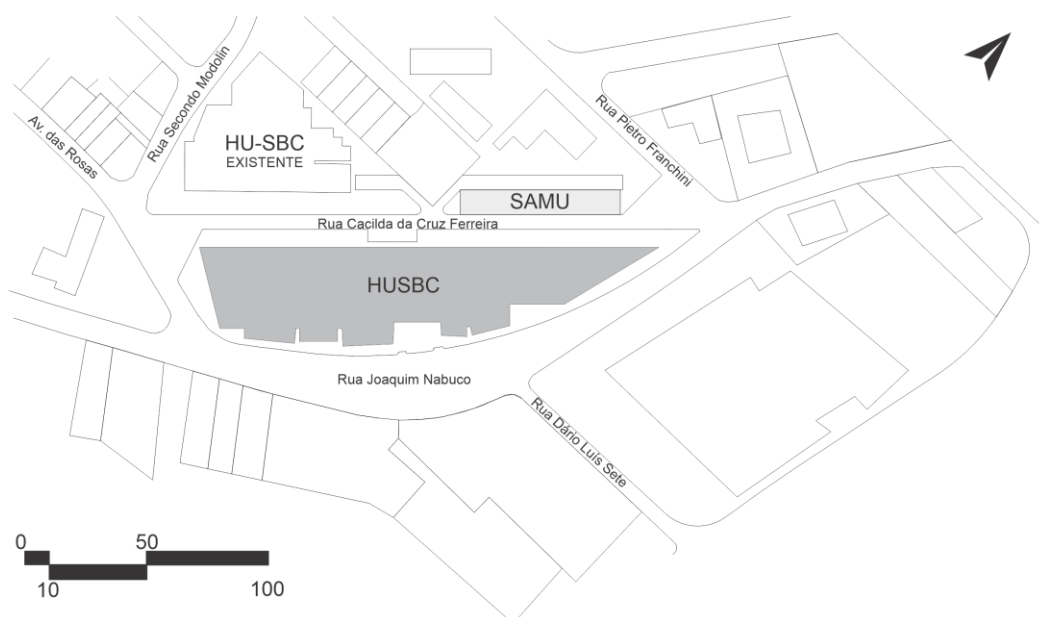 Rua Secondo Modolin
Av. das Rosas
HU-SBC
EXISTENTE
Rua Pietro Franchini
SAMU
Rua Cacilda da Cruz Ferreira
HUSBC
Rua Joaquim Nabuco
Rua Dário Luís Sete
0 50
10 100